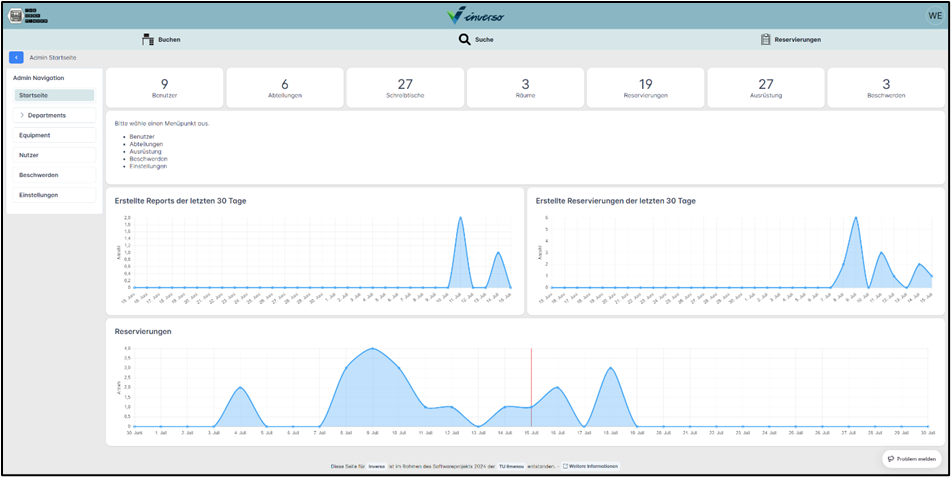 inverso
WE
Buchen
Suche
Reservierungen
Admin Startseite
Admin Navigation
Startseite
Departments
Equipment
Nutzer
Beschwerden
Einstellungen
9
Benutzer
6
Abteilungen
27
Schreibtische
3
Räume
19
Reservierungen
27
Ausrüstung
3
Beschwerden
Bitte wähle einen Menüpunkt aus.
Benutzer
Abteilungen
Ausrüstung
Beschwerden
Einstellungen
Erstellte Reports der letzten 30 Tage
Anzahl
2,0
1,8
1,6
1,4
1,2
1,0
0,8
0,6
0,4
0,2
0
Erstellte Reservierungen der letzten 30 Tage
Anzahl
6
5
4
3
2
1
0
Reservierungen
Anzahl
4,0
3,5
3,0
2,5
2,0
1,5
1,0
0,5
0
30. Juni 1. Juli 2. Juli 3. Juli 4. Juli 5. Juli 6. Juli 7. Juli 8. Juli 9. Juli 10. Juli 11. Juli 12. Juli 13. Juli 14. Juli 15. Juli 16. Juli 17. Juli 18. Juli 19. Juli 20. Juli 21. Juli 22. Juli 23. Juli 24. Juli 25. Juli 26. Juli 27. Juli 28. Juli 29. Juli 30. Juli
Diese Seite für inverso ist im Rahmen des Softwareprojekts 2024 der TU Ilmenau entstanden. - Weitere Informationen
Problem melden